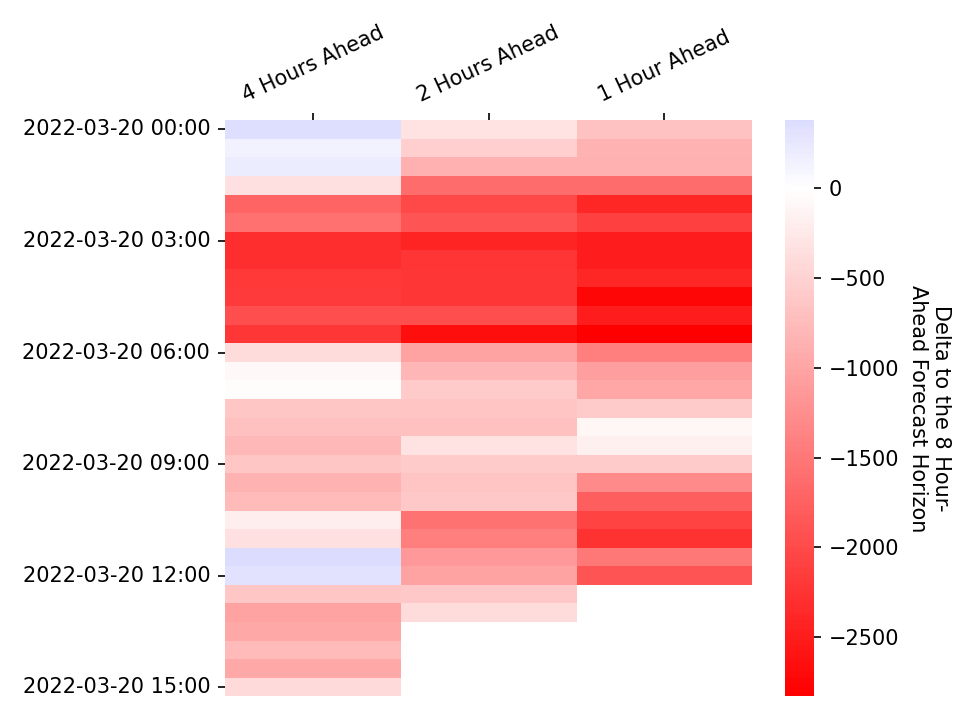 4 Hours Ahead
2 Hours Ahead
1 Hour Ahead
2022-03-20 00:00
2022-03-20 03:00
2022-03-20 06:00
2022-03-20 09:00
2022-03-20 12:00
2022-03-20 15:00
0
−500
−1000
−1500
−2000
−2500
Delta to the 8 Hour-
Ahead Forecast Horizon